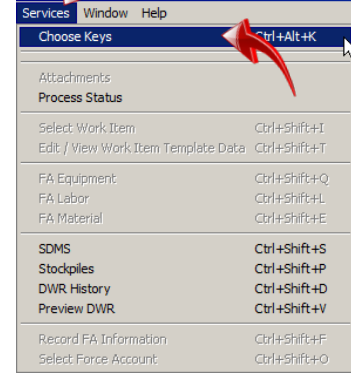 Services Window Help
Choose Keys Ctrl+Alt+K
Attachments
Process Status
Select Work Item Ctrl+Shift+I
Edit / View Work Item Template Data Ctrl+Shift+T
FA Equipment Ctrl+Shift+Q
FA Labor Ctrl+Shift+L
FA Material Ctrl+Shift+E
SDMS Ctrl+Shift+S
Stockpiles Ctrl+Shift+P
DWR History Ctrl+Shift+D
Preview DWR Ctrl+Shift+V
Record FA Information Ctrl+Shift+F
Select Force Account Ctrl+Shift+O